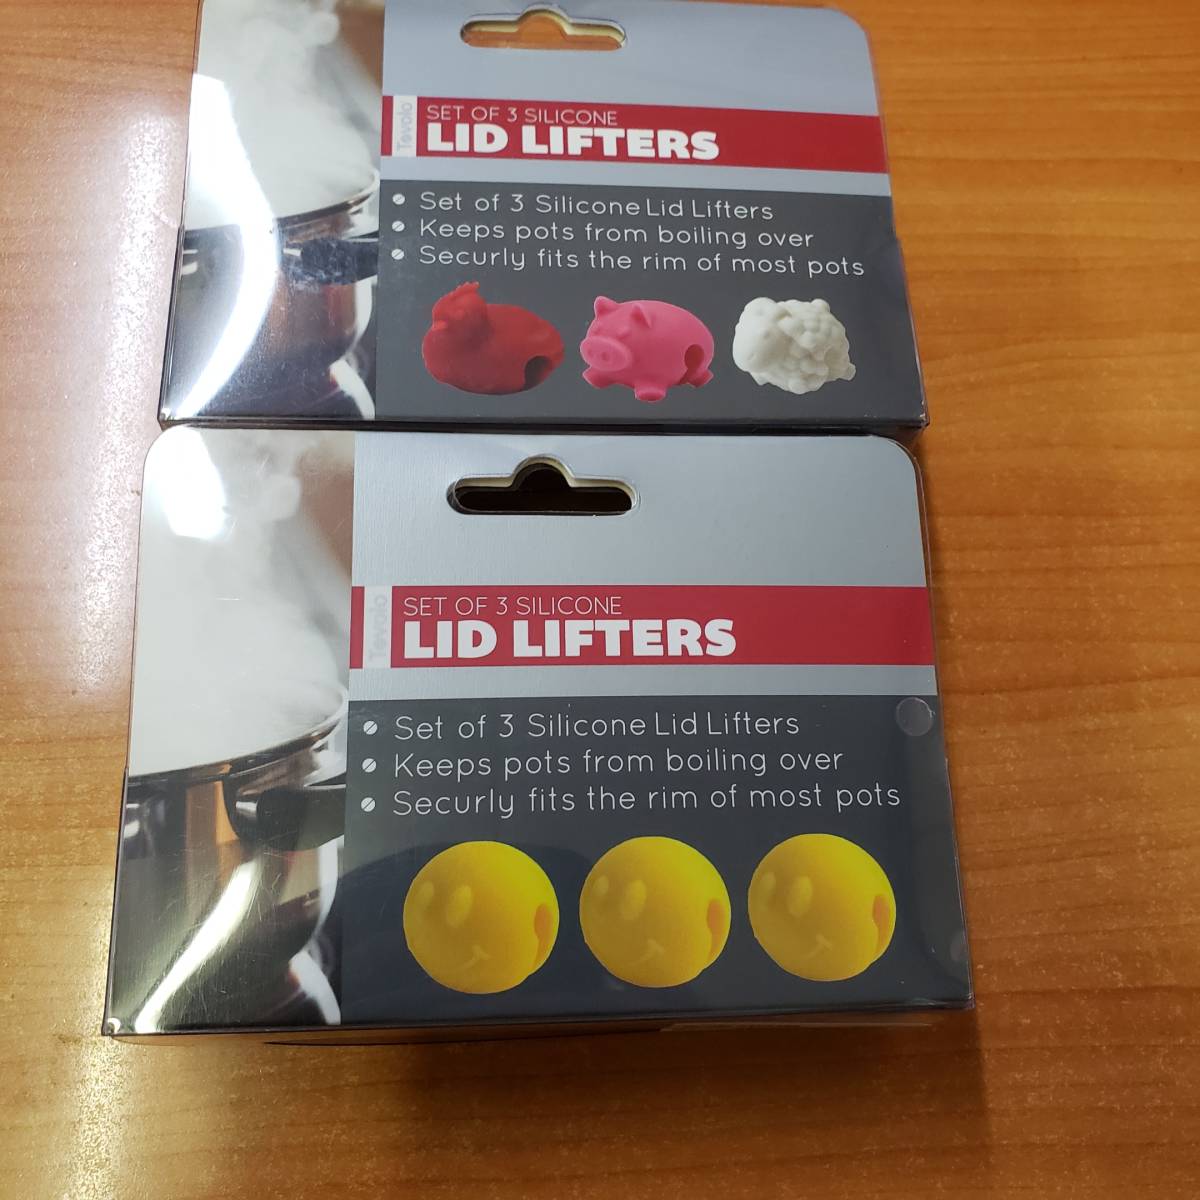 Tovolo
SET OF 3 SILICONE
LID LIFTERS
Set of 3 Silicone Lid Lifters
Keeps pots from boiling over
Securly fits the rim of most pots
Tovolo
SET OF 3 SILICONE
LID LIFTERS
Set of 3 Silicone Lid Lifters
Keeps pots from boiling over
Securly fits the rim of most pots